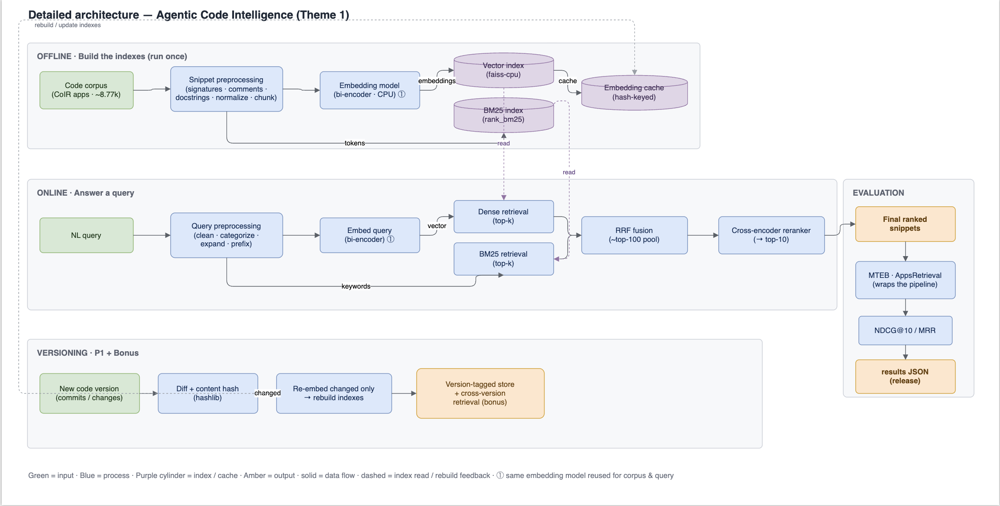 Detailed architecture — Agentic Code Intelligence (Theme 1)
rebuild / update indexes
OFFLINE · Build the indexes (run once)
Code corpus
(CoIR apps · ~8.77k)
Snippet preprocessing
(signatures · comments ·
docstrings · normalize · chunk)
Embedding model
(bi-encoder · CPU) ①
embeddings
Vector index
(faiss-cpu)
cache
Embedding cache
(hash-keyed)
BM25 index
(rank_bm25)
tokens
read
read
ONLINE · Answer a query
NL query
Query preprocessing
(clean · categorize ·
expand · prefix)
Embed query
(bi-encoder) ①
vector
Dense retrieval
(top-k)
BM25 retrieval
(top-k)
keywords
RRF fusion
(~top-100 pool)
Cross-encoder reranker
(→ top-10)
EVALUATION
Final ranked
snippets
MTEB · AppsRetrieval
(wraps the pipeline)
NDCG@10 / MRR
results JSON
(release)
VERSIONING · P1 + Bonus
New code version
(commits / changes)
Diff + content hash
(hashlib)
changed
Re-embed changed only
→ rebuild indexes
Version-tagged store
+ cross-version
retrieval (bonus)
Green = input · Blue = process · Purple cylinder = index / cache · Amber = output · solid = data flow · dashed = index read / rebuild feedback · ① same embedding model reused for corpus & query